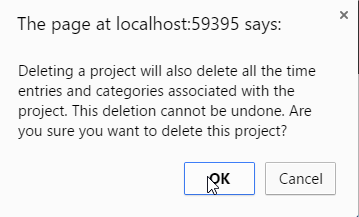 The page at localhost:59395 says:
Deleting a project will also delete all the time
entries and categories associated with the
project. This deletion cannot be undone. Are
you sure you want to delete this project?
OK Cancel